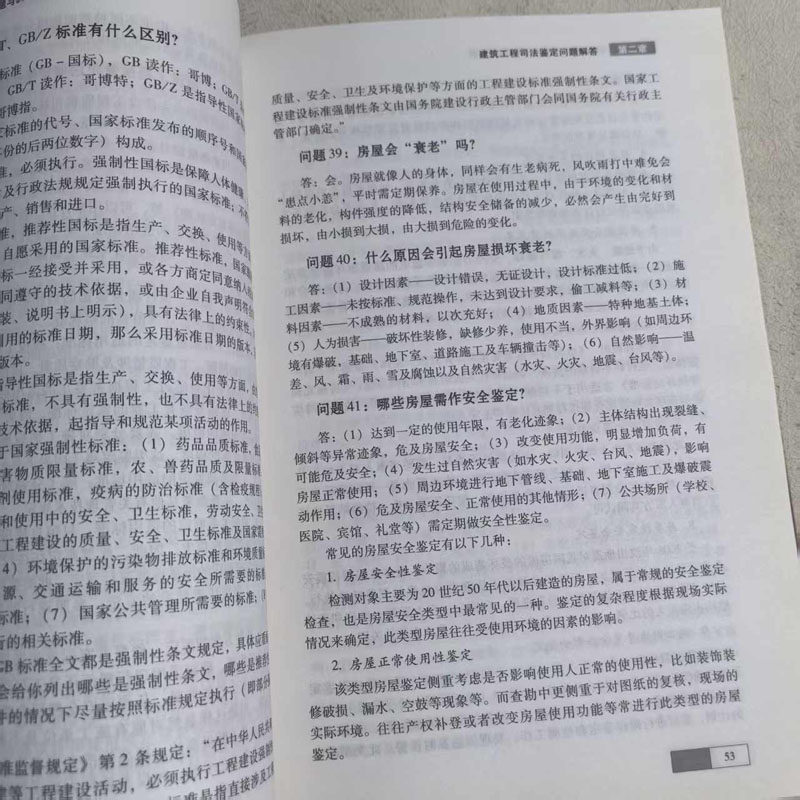 T、GB/Z 标准有什么区别？
标准（GB－国标），GB 读作：哥博；GB/T
GB/T 读作：哥博特；GB/Z 是指导性国家
哥博指。
标准的代号、国家标准发布的顺序号和国
份的后两位数字）构成。
准，必须执行。强制性国标是保障人体健康
及行政法规规定强制执行的国家标准；不
产、销售和进口。
准，推荐性国标是指生产、交换、使用等方
自愿采用的国家标准。推荐性标准，国家
标一经接受并采用，或各方商定同意纳入
同遵守的技术依据，或由企业自我声明
装、说明书上明示），具有法律上的约束性
用的标准日期，那么采用标准日期的版本
版本。
指导性国标是指生产、交换、使用等方面，
标准，不具有强制性，也不具有法律上的
技术依据，起指导和规范某项活动的作用。
于国家强制性标准：（1）药品品质标准，
害物质限量标准，农、兽药品质及限量标
剂使用标准，疫病的防治标准（含检疫规
和使用中的安全、卫生标准，劳动安全、卫
工程建设的质量、安全、卫生标准及国家
4）环境保护的污染物排放标准和环境质量
源、交通运输和服务的安全所需要的标
标准；（7）国家公共管理所需要的标准；
行的相关标准。
GB 标准全文都是强制性条文规定，具体应
会给你列出哪些是强制性条文，哪些是推荐
件的情况下尽量按照标准规定执行（即部分
准监督规定》第 2 条规定：“在中华人民共
建等工程建设活动，必须执行工程建设强制
标准是指直接涉及工
建筑工程司法鉴定问题解答 第二章
质量、安全、卫生及环境保护等方面的工程建设标准强制性条文。国家工
程建设标准强制性条文由国务院建设行政主管部门会同国务院有关行政主
管部门确定。”
问题 39：房屋会“衰老”吗？
答：会。房屋就像人的身体，同样会有生老病死，风吹雨打中难免会
“患点小恙”，平时需定期保养。房屋在使用过程中，由于环境的变化和材
料的老化，构件强度的降低，结构安全储备的减少，必然会产生由完好到
损坏，由小损到大损，由大损到危险的变化。
问题 40：什么原因会引起房屋损坏衰老？
答：（1）设计因素——设计错误，无证设计，设计标准过低；（2）施
工因素——未按标准、规范操作，未达到设计要求，偷工减料等；（3）材
料因素——不成熟的材料，以次充好；（4）地质因素——特种地基土体；
（5）人为损害——破坏性装修，缺修少养，使用不当，外界影响（如周边环
境有爆破，基础、地下室、道路施工及车辆撞击等）；（6）自然影响——温
差、风、霜、雨、雪及腐蚀以及自然灾害（水灾、火灾、地震、台风等）。
问题 41：哪些房屋需作安全鉴定？
答：（1）达到一定的使用年限，有老化迹象；（2）主体结构出现裂缝、
倾斜等异常迹象，危及房屋安全；（3）改变使用功能，明显增加负荷，有
可能危及安全；（4）发生过自然灾害（如水灾、火灾、台风、地震），影响
房屋正常使用；（5）周边环境进行地下管线、基础、地下室施工及爆破震
动作用；（6）危及房屋安全、正常使用的其他情形；（7）公共场所（学校、
医院、宾馆、礼堂等）需定期做安全性鉴定。
常见的房屋安全鉴定有以下几种：
1. 房屋安全性鉴定
检测对象主要为 20 世纪 50 年代以后建造的房屋，属于常规的安全鉴定
检查，也是房屋安全类型中最常见的一种。鉴定的复杂程度根据现场实际
情况来确定，此类型房屋往往受使用环境的因素的影响。
2. 房屋正常使用性鉴定
该类型房屋鉴定侧重考虑是否影响使用人正常的使用性，比如装饰装
修破损、漏水、空鼓等现象等。而查勘中更侧重于对图纸的复核，现场的
实际环境。往往产权补登或者改变房屋使用功能等常进行此类型的房屋
鉴定。
53